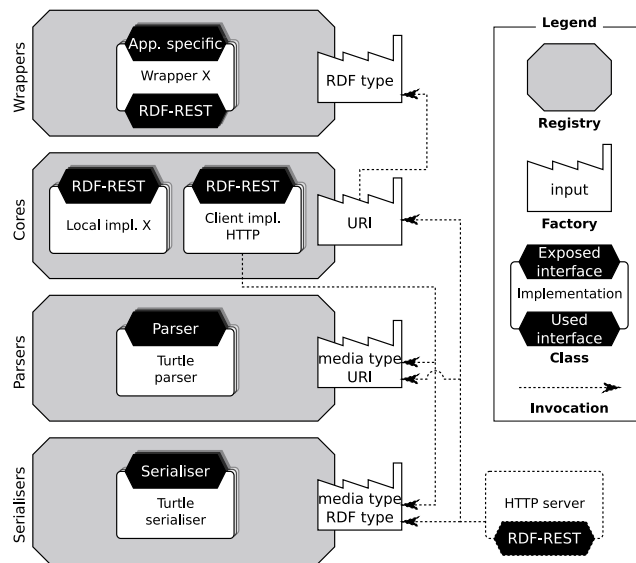 Wrappers
App. specific
Wrapper X
RDF-REST
RDF type
Cores
RDF-REST
Local impl. X
RDF-REST
Client impl.
HTTP
URI
Parsers
Parser
Turtle
parser
media type
URI
Serialisers
Serialiser
Turtle
serialiser
media type
RDF type
HTTP server
RDF-REST
Legend
Registry
input
Factory
Exposed
interface
Implementation
Used
interface
Class
Invocation